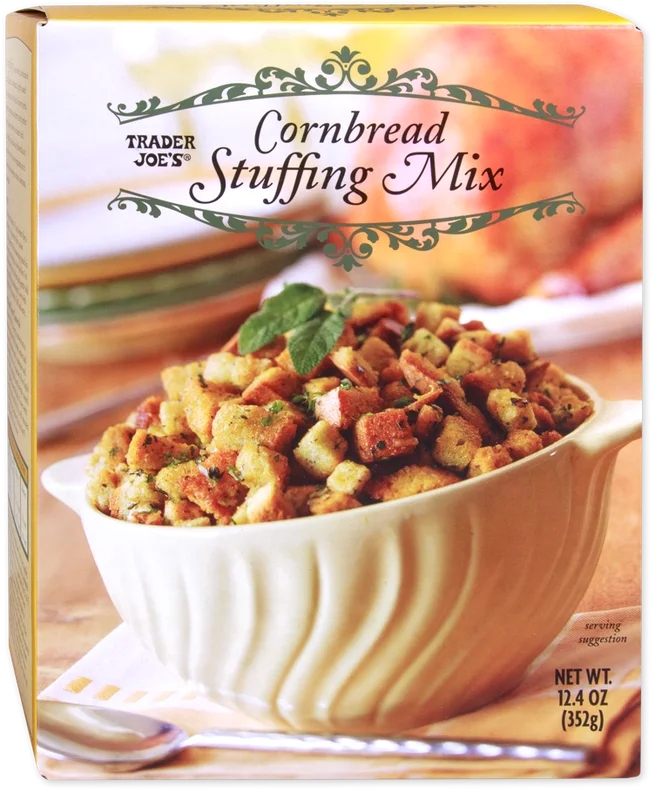 TRADER
JOE'S®
Cornbread
Stuffing Mix
serving
suggestion
NET WT.
12.4 OZ
(352g)